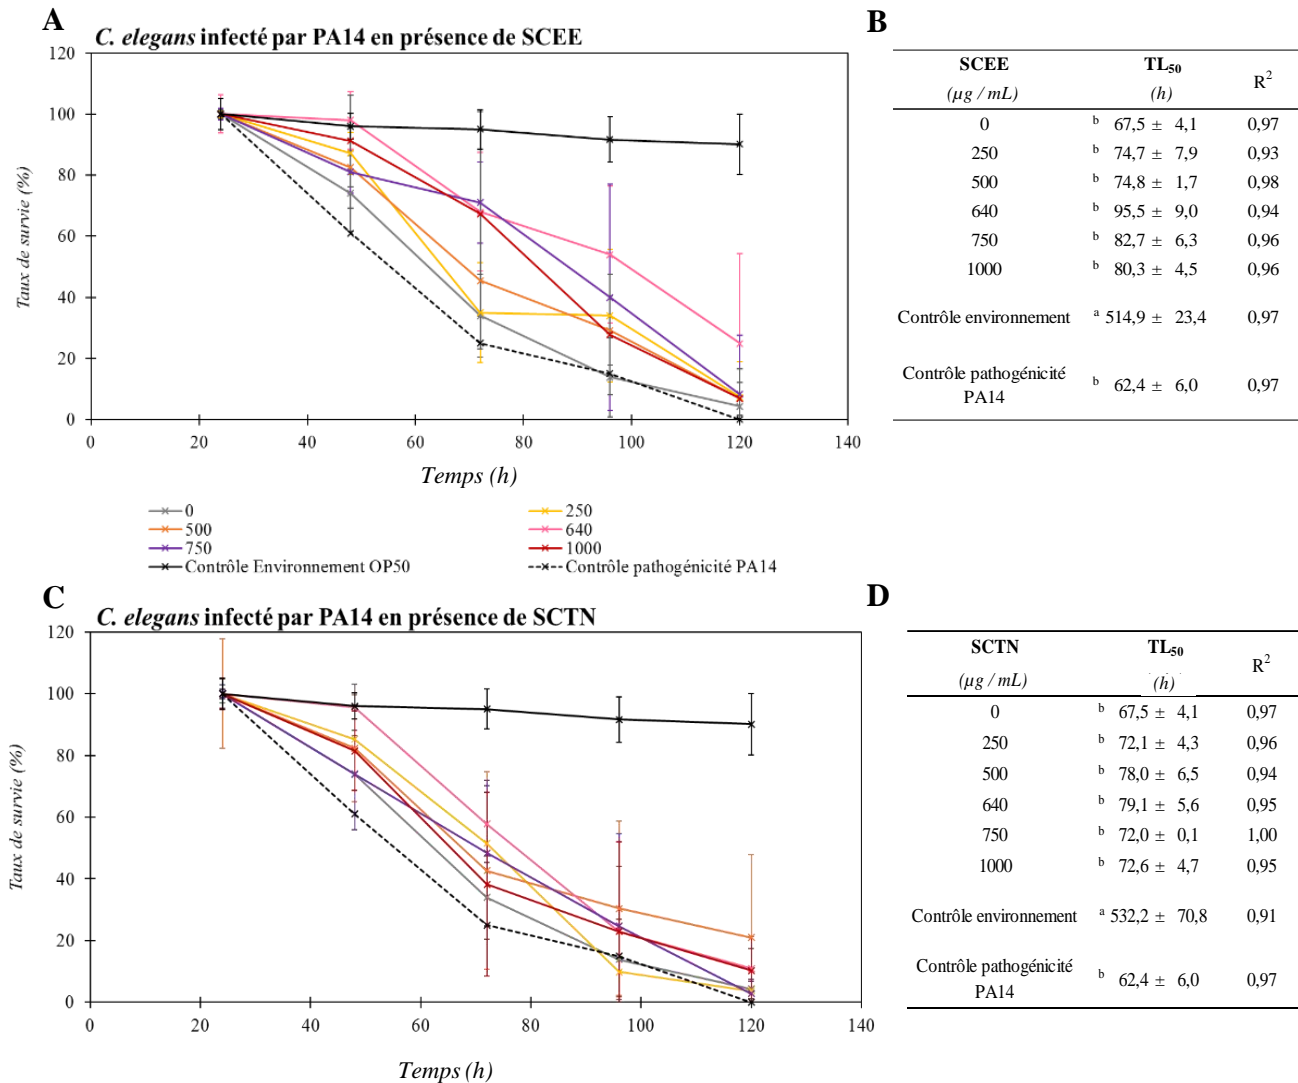 A
C. elegans infecté par PA14 en présence de SCEE
120
100
80
60
40
20
0
Taux de survie (%)
0 20 40 60 80 100 120 140
Temps (h)
0 250
500 640
750 1000
Contrôle Environnement OP50 Contrôle pathogénicité PA14
B
SCEE TL50 R2
(µg / mL) (h)
0 b 67,5 ± 4,1 0,97
250 b 74,7 ± 7,9 0,93
500 b 74,8 ± 1,7 0,98
640 b 95,5 ± 9,0 0,94
750 b 82,7 ± 6,3 0,96
1000 b 80,3 ± 4,5 0,96
Contrôle environnement a 514,9 ± 23,4 0,97
Contrôle pathogénicité
PA14 b 62,4 ± 6,0 0,97
C
C. elegans infecté par PA14 en présence de SCTN
120
100
80
60
40
20
0
Taux de survie (%)
0 20 40 60 80 100 120 140
Temps (h)
D
SCTN TL50 R2
(µg / mL) (h)
0 b 67,5 ± 4,1 0,97
250 b 72,1 ± 4,3 0,96
500 b 78,0 ± 6,5 0,94
640 b 79,1 ± 5,6 0,95
750 b 72,0 ± 0,1 1,00
1000 b 72,6 ± 4,7 0,95
Contrôle environnement a 532,2 ± 70,8 0,91
Contrôle pathogénicité
PA14 b 62,4 ± 6,0 0,97